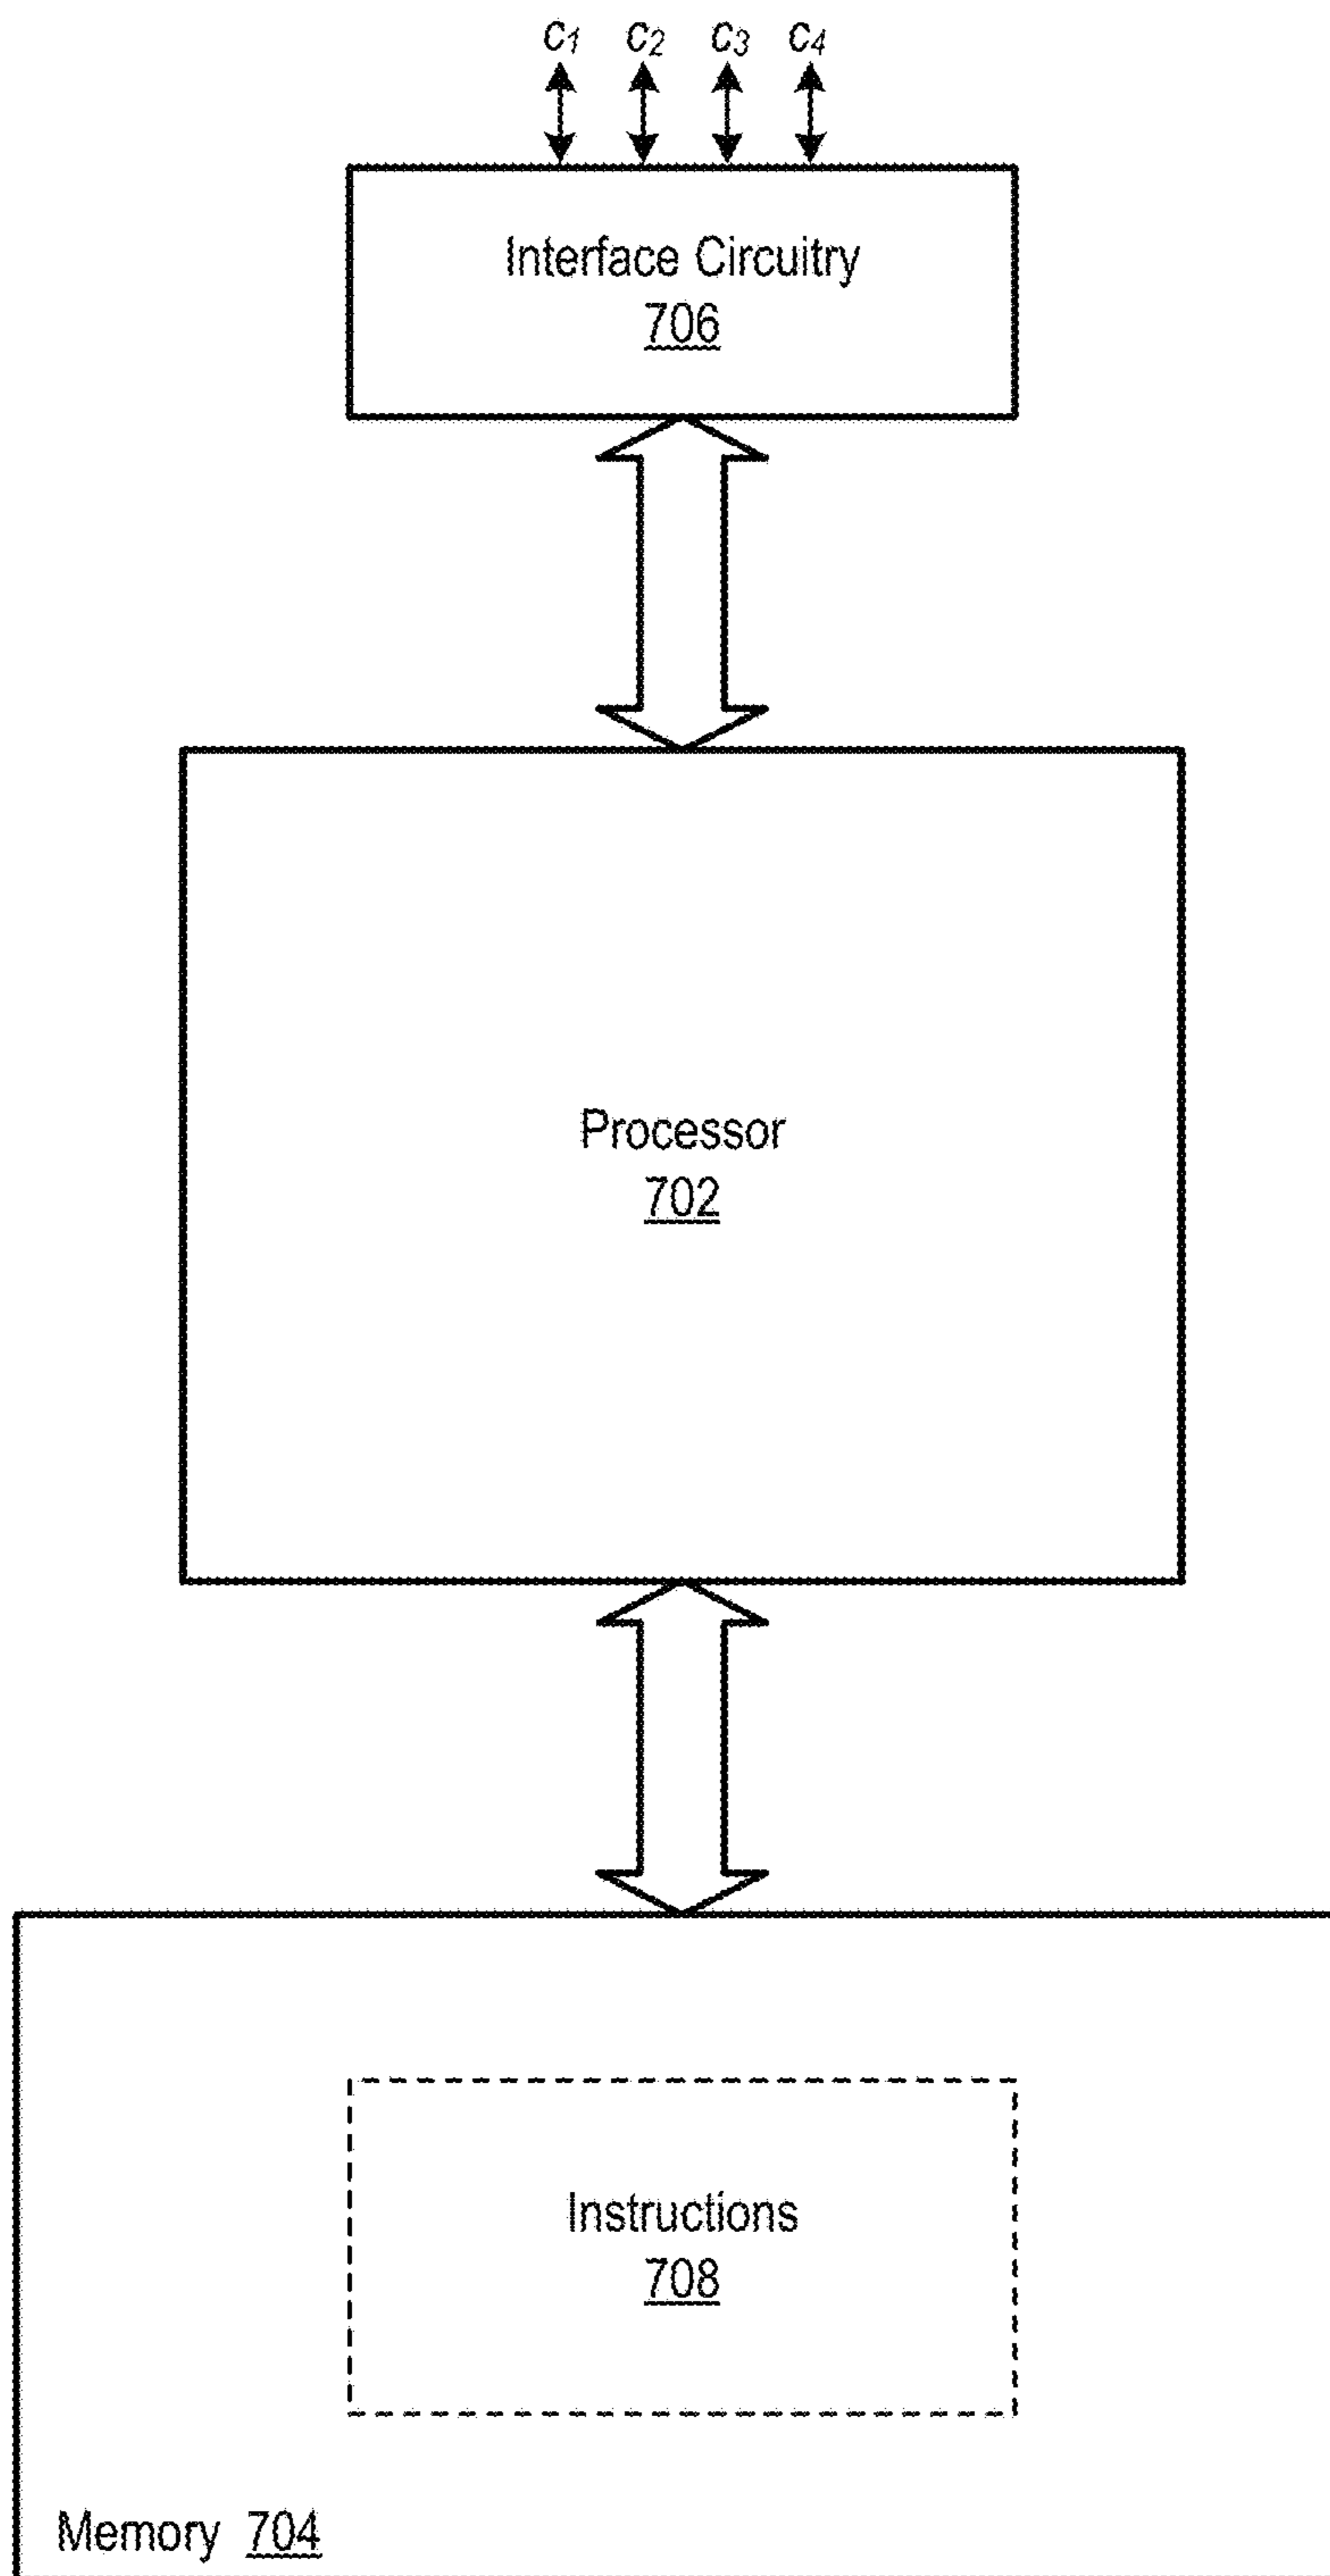 c1 c2 c3 c4
Interface Circuitry
706
Processor
702
Instructions
708
Memory 704